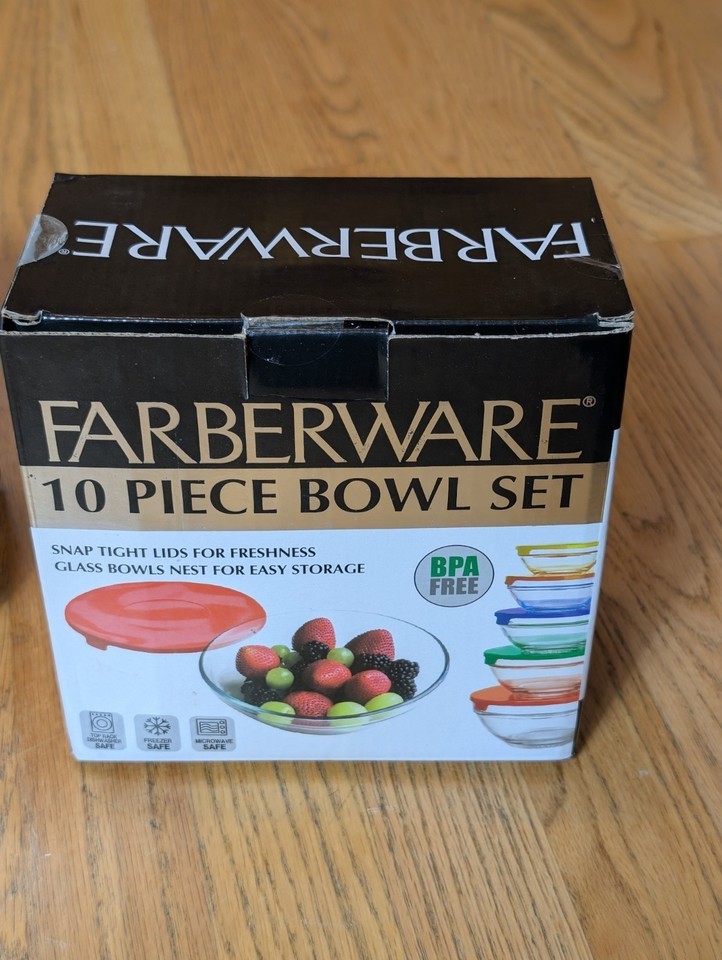 FARBERWARE®
FARBERWARE®
10 PIECE BOWL SET
SNAP TIGHT LIDS FOR FRESHNESS
GLASS BOWLS NEST FOR EASY STORAGE
BPA
FREE
TOP RACK
DISHWASHER
SAFE
FREEZER
SAFE
MICROWAVE
SAFE